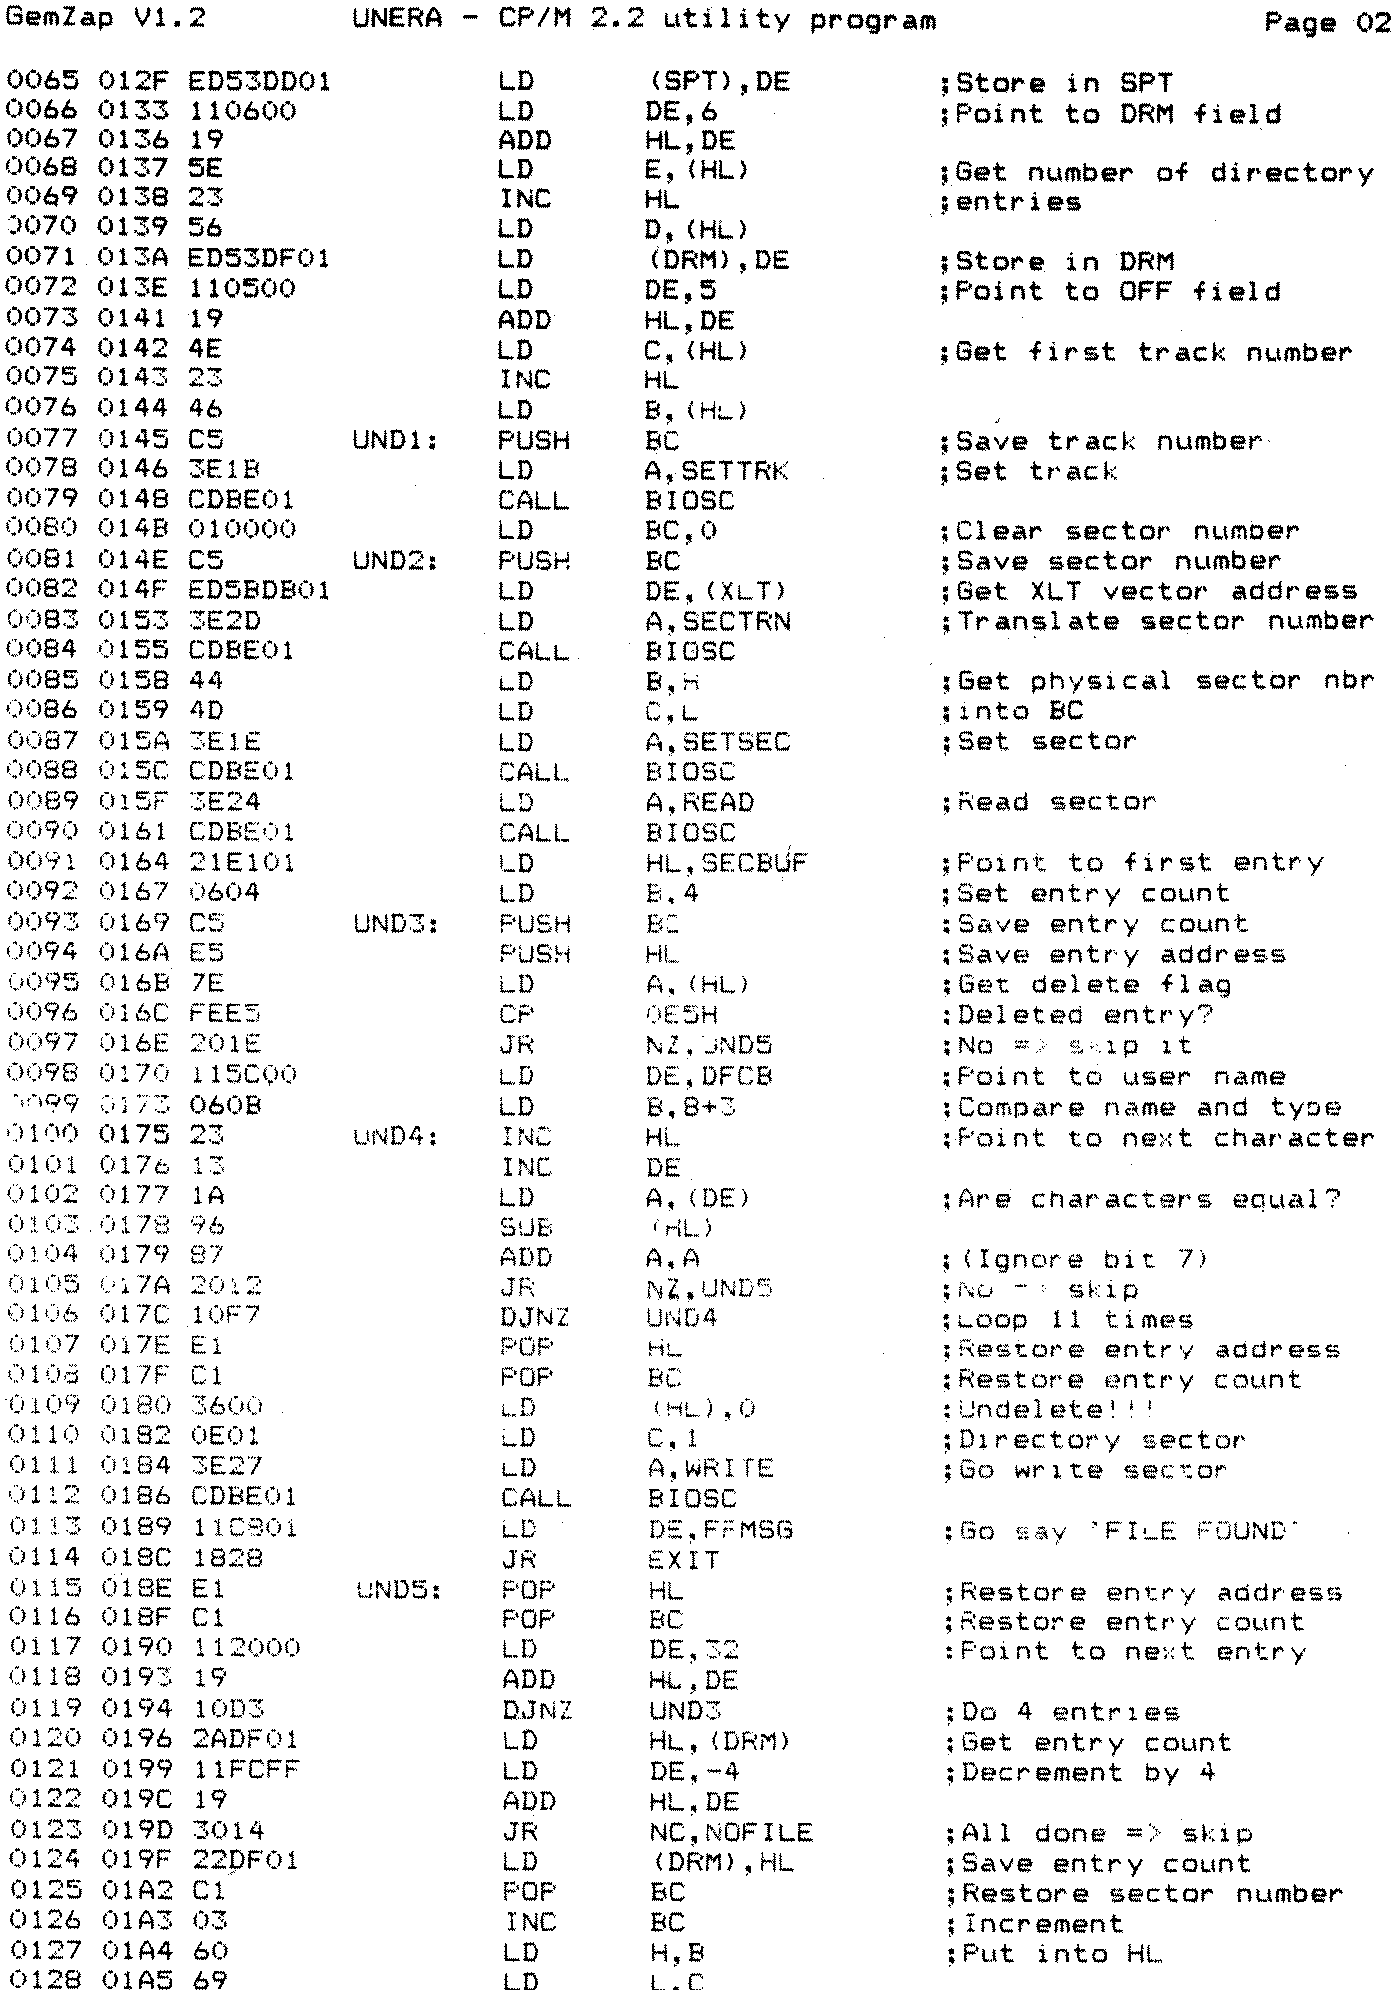 GemZap V1.2 UNERA - CP/M 2.2 utility program Page 02
0065 012F ED53DD01 LD (SPT),DE ;Store in SPT
0066 0133 110600 LD DE,6 ;Point to DRM field
0067 0136 19 ADD HL,DE
0068 0137 5E LD E,(HL) ;Get number of directory
0069 0138 23 INC HL ;entries
0070 0139 56 LD D,(HL)
0071 013A ED53DF01 LD (DRM),DE ;Store in DRM
0072 013E 110500 LD DE,5 ;Point to OFF field
0073 0141 19 ADD HL,DE
0074 0142 4E LD C,(HL) ;Get first track number
0075 0143 23 INC HL
0076 0144 46 LD B,(HL)
0077 0145 C5 UND1: PUSH BC ;Save track number
0078 0146 3E1B LD A,SETTRK ;Set track
0079 0148 CDBE01 CALL BIOSC
0080 014B 010000 LD BC,0 ;Clear sector number
0081 014E C5 UND2: PUSH BC ;Save sector number
0082 014F ED5BDB01 LD DE,(XLT) ;Get XLT vector address
0083 0153 3E2D LD A,SECTRN ;Translate sector number
0084 0155 CDBE01 CALL BIOSC
0085 0158 44 LD B,H ;Get physical sector nbr
0086 0159 4D LD C,L ;into BC
0087 015A 3E1E LD A,SETSEC ;Set sector
0088 015C CDBE01 CALL BIOSC
0089 015F 3E24 LD A,READ ;Read sector
0090 0161 CDBE01 CALL BIOSC
0091 0164 21E101 LD HL,SECBUF ;Point to first entry
0092 0167 0604 LD B,4 ;Set entry count
0093 0169 C5 UND3: PUSH BC ;Save entry count
0094 016A E5 PUSH HL ;Save entry address
0095 016B 7E LD A,(HL) ;Get delete flag
0096 016C FEE5 CP 0E5H ;Deleted entry?
0097 016E 201E JR NZ,UND5 ;No => skip it
0098 0170 115C00 LD DE,DFCB ;Point to user name
0099 0173 060B LD B,8+3 ;Compare name and type
0100 0175 23 UND4: INC HL ;Point to next character
0101 0176 13 INC DE
0102 0177 1A LD A,(DE) ;Are characters equal?
0103 0178 96 SUB (HL)
0104 0179 87 ADD A,A ;(Ignore bit 7)
0105 017A 2012 JR NZ,UND5 ;No => skip
0106 017C 10F7 DJNZ UND4 ;Loop 11 times
0107 017E E1 POP HL ;Restore entry address
0108 017F C1 POP BC ;Restore entry count
0109 0180 3600 LD (HL),0 ;Undelete!!!
0110 0182 0E01 LD C,1 ;Directory sector
0111 0184 3E27 LD A,WRITE ;Go write sector
0112 0186 CDBE01 CALL BIOSC
0113 0189 11C801 LD DE,FFMSG ;Go say 'FILE FOUND'
0114 018C 1828 JR EXIT
0115 018E E1 UND5: POP HL ;Restore entry address
0116 018F C1 POP BC ;Restore entry count
0117 0190 112000 LD DE,32 ;Point to next entry
0118 0193 19 ADD HL,DE
0119 0194 10D3 DJNZ UND3 ;Do 4 entries
0120 0196 2ADF01 LD HL,(DRM) ;Get entry count
0121 0199 11FCFF LD DE,-4 ;Decrement by 4
0122 019C 19 ADD HL,DE
0123 019D 3014 JR NC,NOFILE ;All done => skip
0124 019F 22DF01 LD (DRM),HL ;Save entry count
0125 01A2 C1 POP BC ;Restore sector number
0126 01A3 03 INC BC ;Increment
0127 01A4 60 LD H,B ;Put into HL
0128 01A5 69 LD L,C